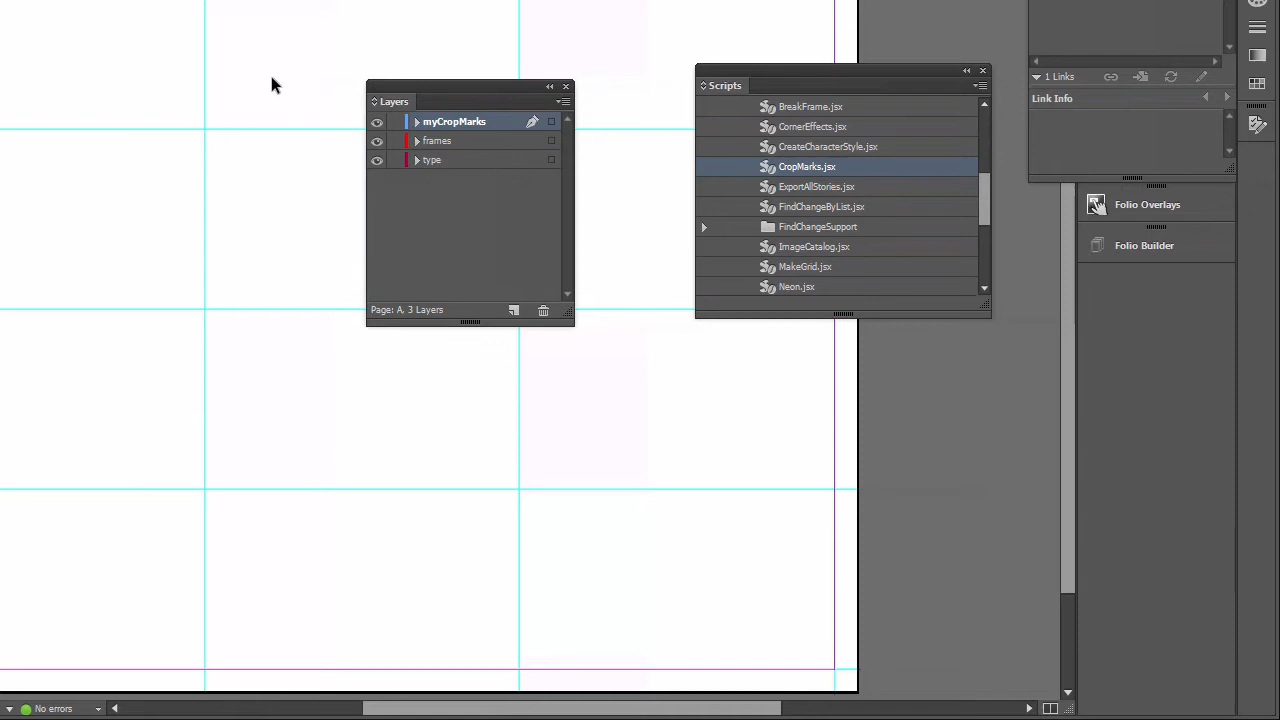 Layers
myCropMarks
frames
type
Page: A, 3 Layers
Scripts
BreakFrame.jsx
CornerEffects.jsx
CreateCharacterStyle.jsx
CropMarks.jsx
ExportAllStories.jsx
FindChangeByList.jsx
FindChangeSupport
ImageCatalog.jsx
MakeGrid.jsx
Neon.jsx
1 Links
Link Info
Folio Overlays
Folio Builder
No errors